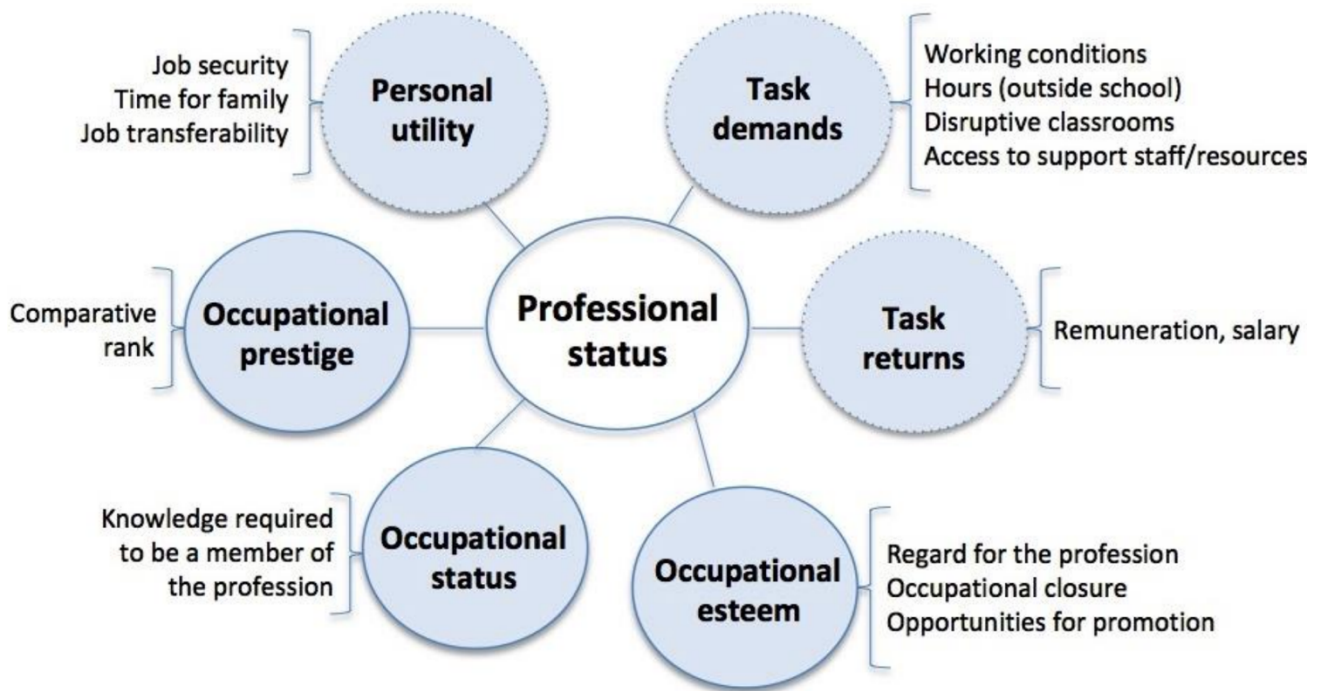 Job security
Time for family
Job transferability
Personal
utility
Task
demands
Working conditions
Hours (outside school)
Disruptive classrooms
Access to support staff/resources
Comparative
rank
Occupational
prestige
Professional
status
Task
returns
Remuneration, salary
Knowledge required
to be a member of
the profession
Occupational
status
Occupational
esteem
Regard for the profession
Occupational closure
Opportunities for promotion